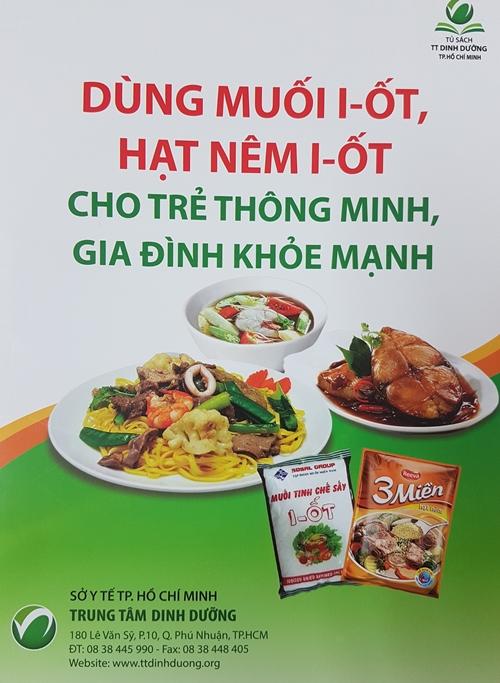 TỦ SÁCH
TT DINH DƯỠNG
TP.HỒ CHÍ MINH
DÙNG MUỐI I-ỐT,
HẠT NÊM I-ỐT
CHO TRẺ THÔNG MINH,
GIA ĐÌNH KHỎE MẠNH
MUỐI TINH CHẾ SẤY
I-ỐT
Reeva
3 Miền
SỞ Y TẾ TP. HỒ CHÍ MINH
TRUNG TÂM DINH DƯỠNG
180 Lê Văn Sỹ, P.10, Q. Phú Nhuận, TP.HCM
ĐT: 08 38 445 990 - Fax: 08 38 448 405
Website: www.ttdinhduong.org